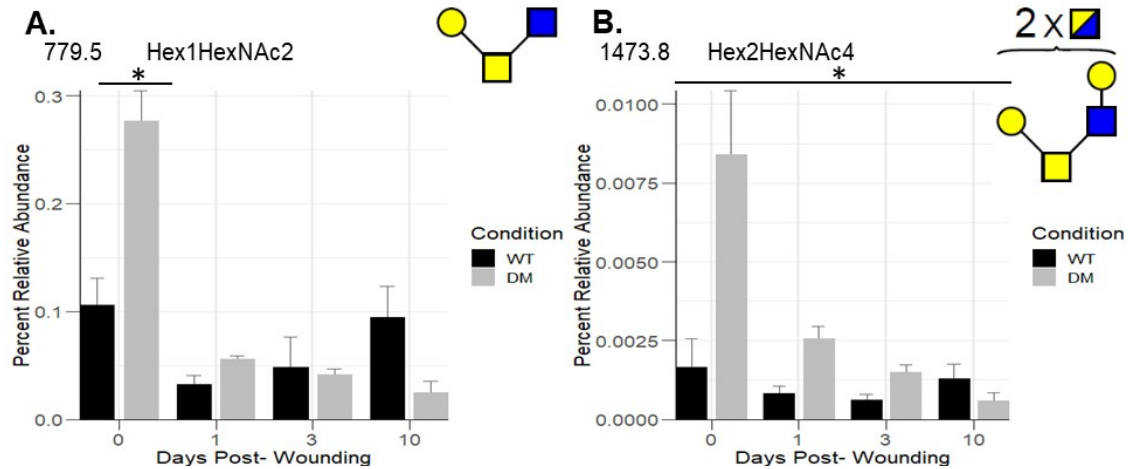 A.
779.5 Hex1HexNAc2
*
Percent Relative Abundance
0.3
0.2
0.1
0.0
0 1 3 10
Days Post- Wounding
Condition
WT
DM
B.
1473.8 Hex2HexNAc4
2 x
*
Percent Relative Abundance
0.0100
0.0075
0.0050
0.0025
0.0000
0 1 3 10
Days Post- Wounding
Condition
WT
DM